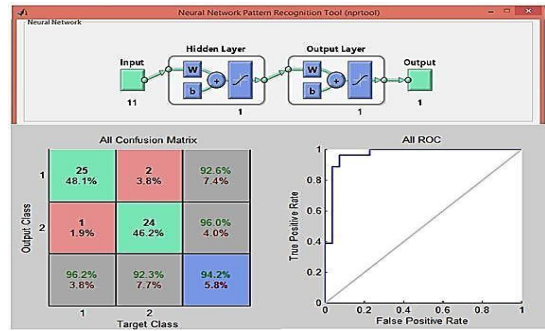 Neural Network Pattern Recognition Tool (nprtool)
Neural Network
Hidden Layer
Output Layer
Input
Output
W
W
b
b
+
+
11
1
1
1
All Confusion Matrix
All ROC
Output Class
1
25
48.1%
2
3.8%
92.6%
7.4%
2
1
1.9%
24
46.2%
96.0%
4.0%
96.2%
3.8%
92.3%
7.7%
94.2%
5.8%
1
2
Target Class
True Positive Rate
1
0.8
0.6
0.4
0.2
0
0
0.2
0.4
0.6
0.8
1
False Positive Rate